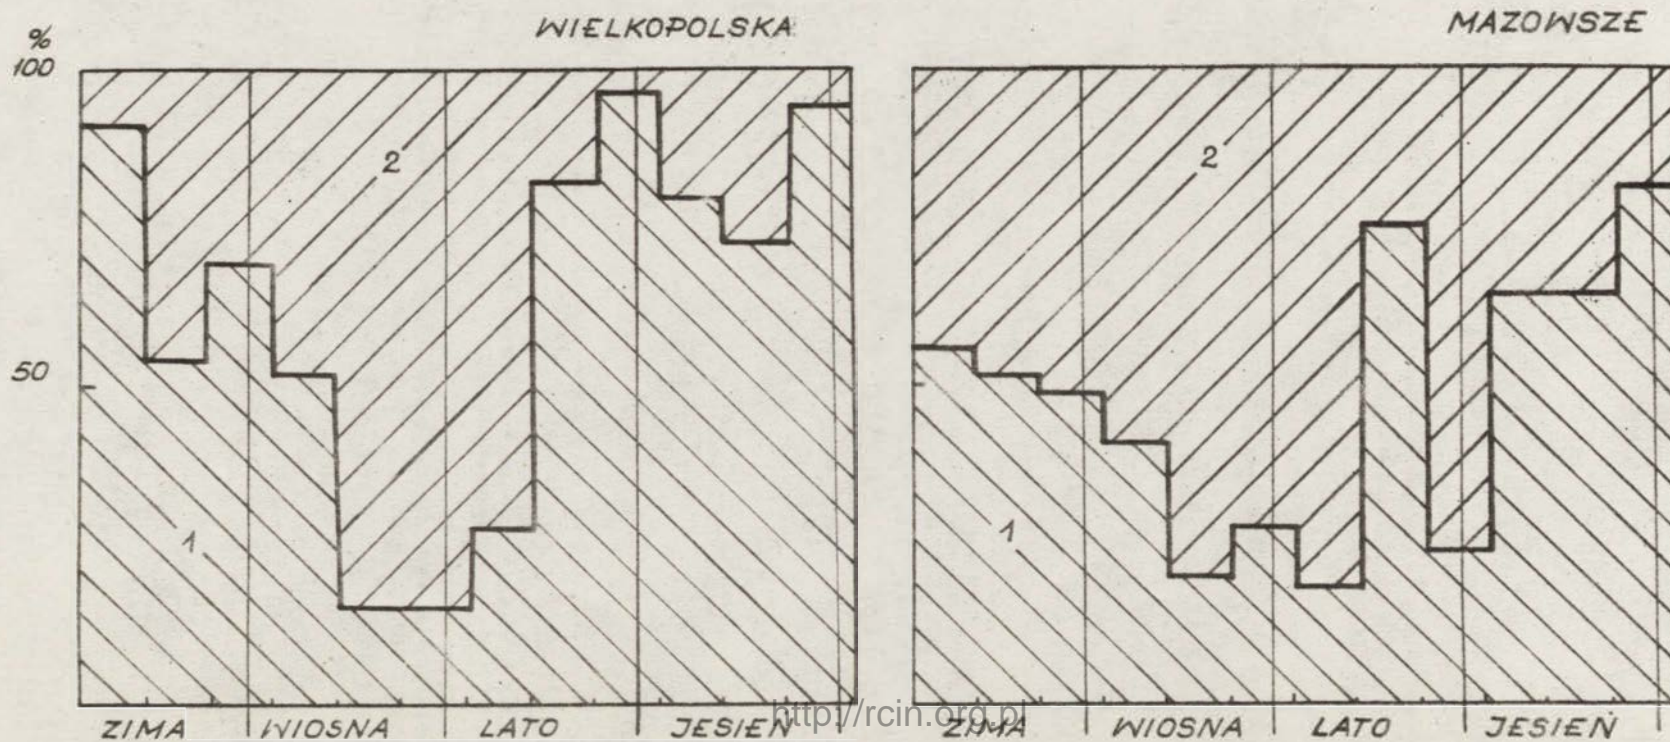 WIELKOPOLSKA
MAZOWSZE
%
100
50
2
1
2
1
ZIMA WIOSNA LATO JESIEŃ
ZIMA WIOSNA LATO JESIEŃ
http://rcin.org.pl